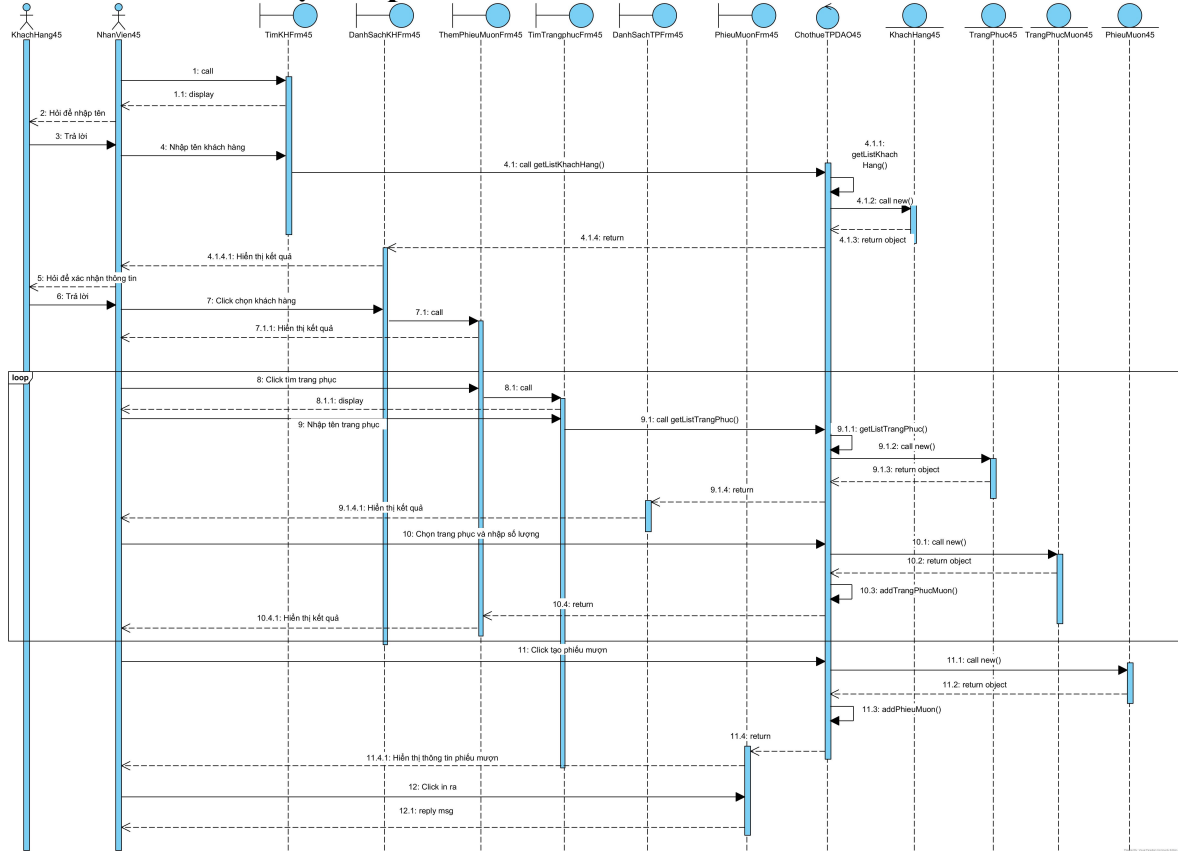 KhachHang45
NhanVien45
TimKHFrm45
DanhSachKHFrm45
ThemPhieuMuonFrm45
TimTrangphucFrm45
DanhSachTPFrm45
PhieuMuonFrm45
ChothueTPDAO45
KhachHang45
TrangPhuc45
TrangPhucMuon45
PhieuMuon45
1: call
1.1: display
2: Hỏi để nhập tên
3: Trả lời
4: Nhập tên khách hàng
4.1: call getListKhachHang()
4.1.1:
getListKhach
Hang()
4.1.2: call new()
4.1.3: return object
4.1.4: return
4.1.4.1: Hiển thị kết quả
5: Hỏi để xác nhận thông tin
6: Trả lời
7: Click chọn khách hàng
7.1: call
7.1.1: Hiển thị kết quả
loop
8: Click tìm trang phục
8.1: call
8.1.1: display
9: Nhập tên trang phục
9.1: call getListTrangPhuc()
9.1.1: getListTrangPhuc()
9.1.2: call new()
9.1.3: return object
9.1.4: return
9.1.4.1: Hiển thị kết quả
10: Chọn trang phục và nhập số lượng
10.1: call new()
10.2: return object
10.3: addTrangPhucMuon()
10.4: return
10.4.1: Hiển thị kết quả
11: Click tạo phiếu mượn
11.1: call new()
11.2: return object
11.3: addPhieuMuon()
11.4: return
11.4.1: Hiển thị thông tin phiếu mượn
12: Click in ra
12.1: reply msg